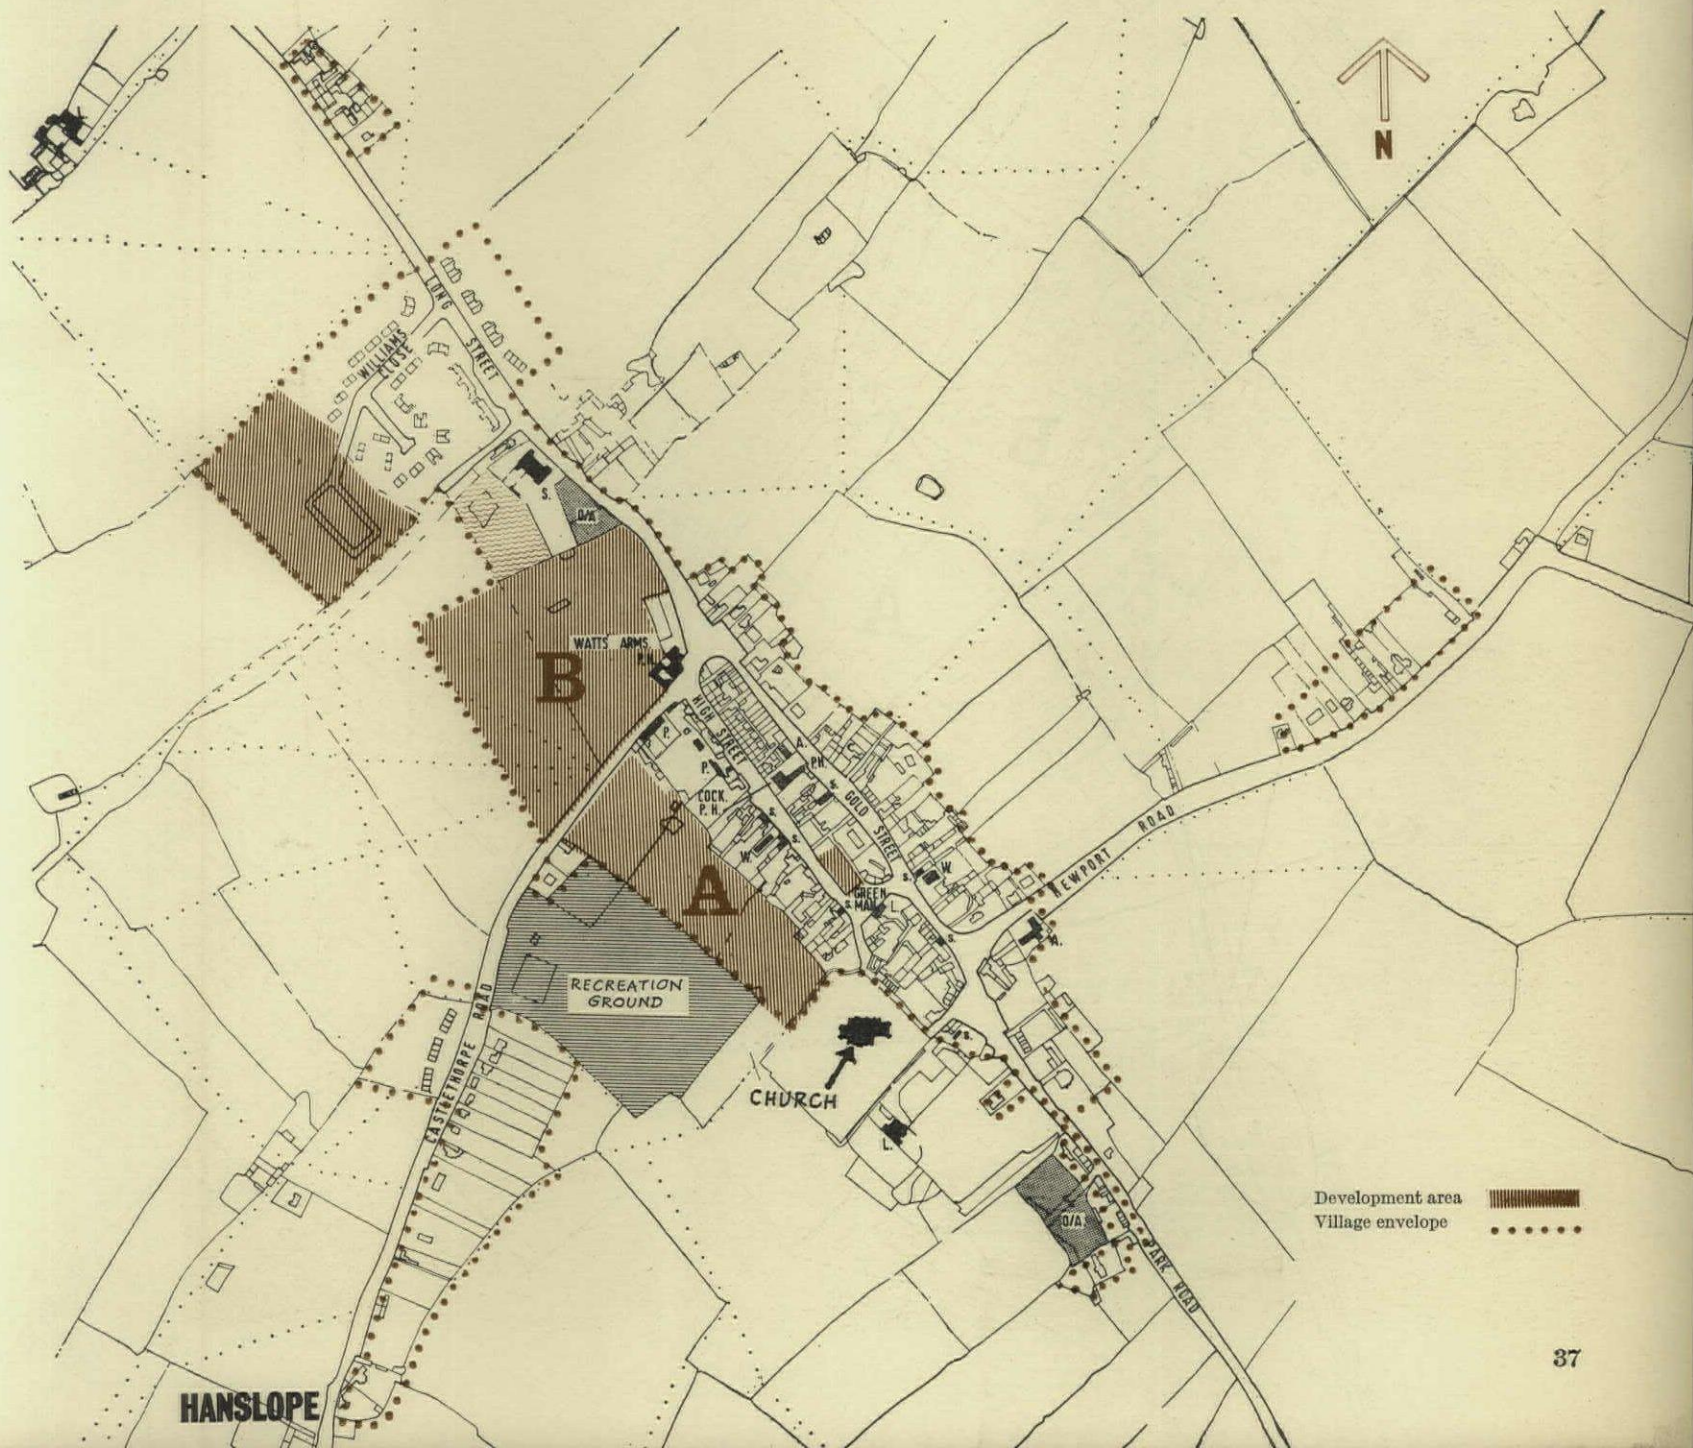 N
LONG
STREET
WILLIAMS
CLOSE
S.
O/A
WATTS ARMS
P.H.
B
HIGH
STREET
P.
A.
P.H.
P.
S.
GOLD
STREET
COCK.
P. H.
S.
S.
W.
S.
W.
A
GREEN
MAN
S.
L.
S.
NEWPORT
ROAD
RECREATION
GROUND
CASTLETHORPE
ROAD
CHURCH
L.
O/A
PARK ROAD
Development area
Village envelope
37
HANSLOPE